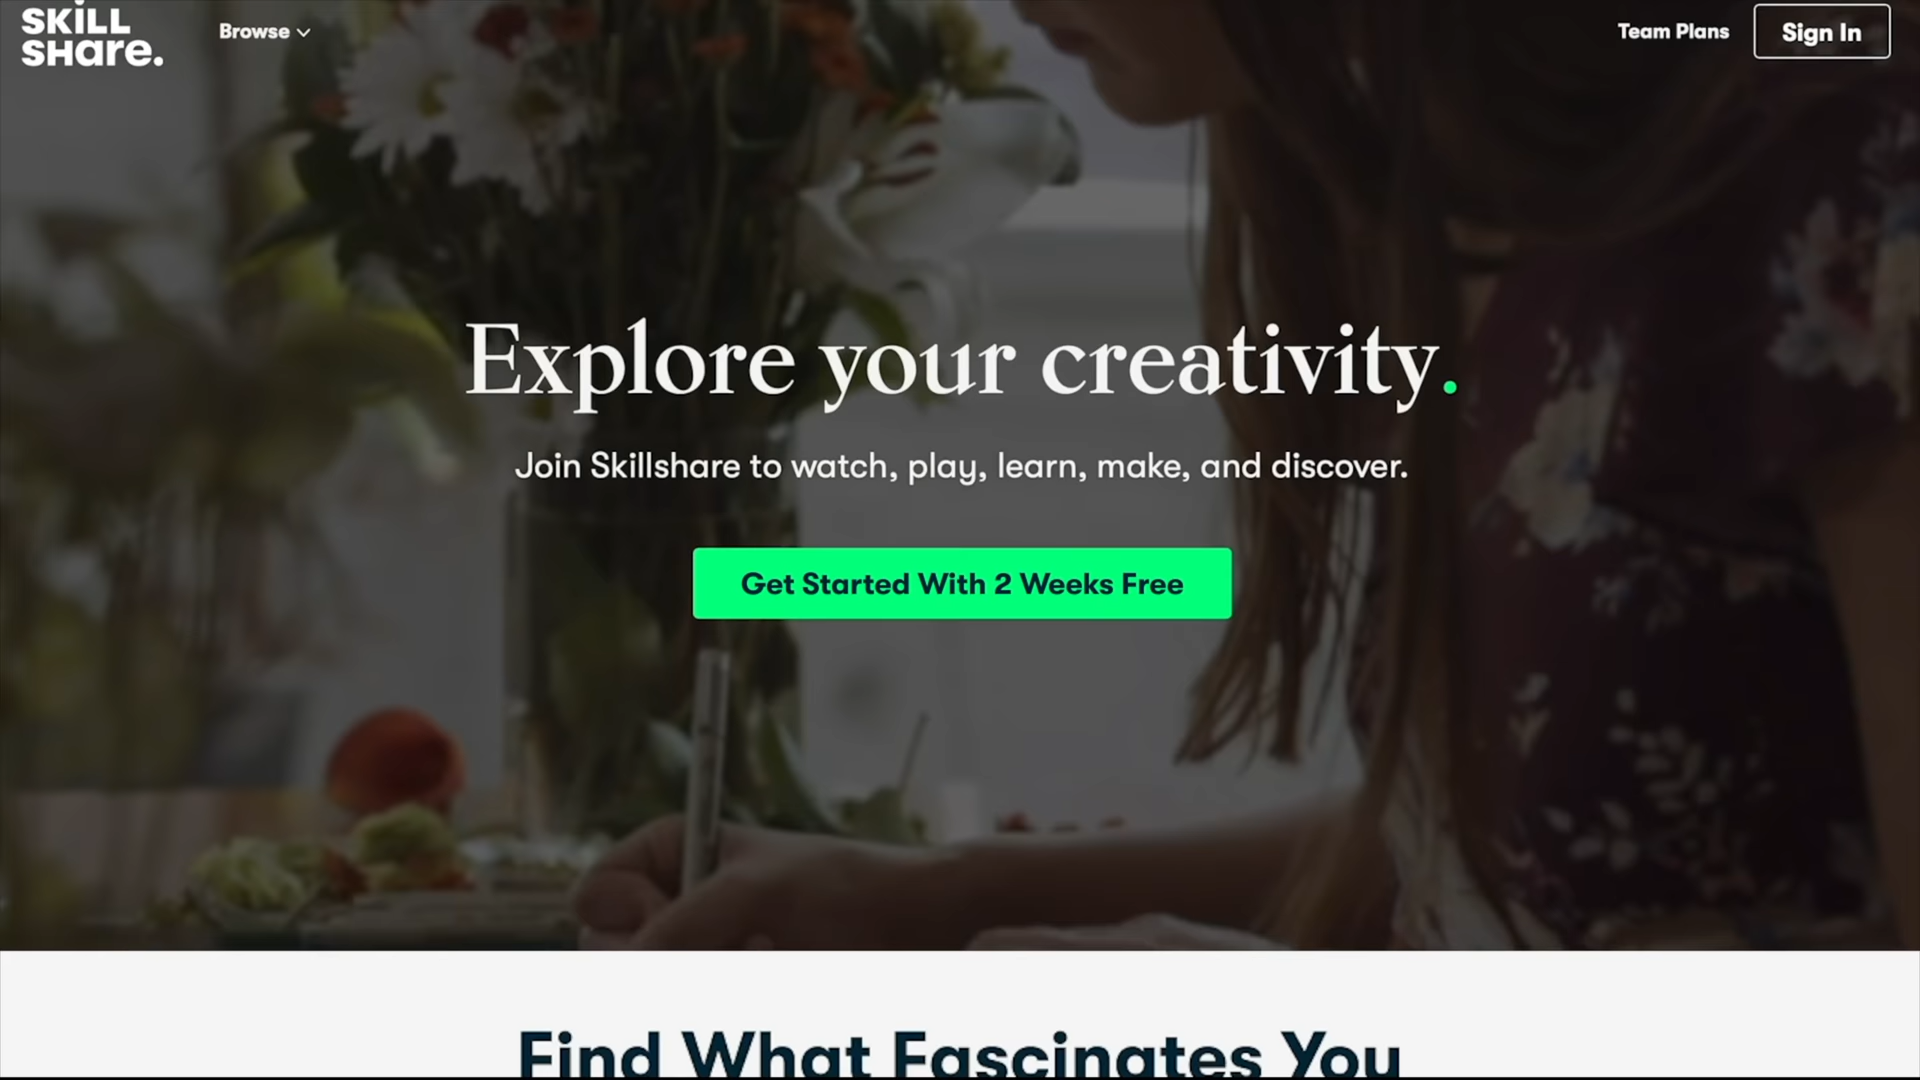 SKiLL
SHare.
Browse
Team Plans
Sign In
Explore your creativity.
Join Skillshare to watch, play, learn, make, and discover.
Get Started With 2 Weeks Free
Find What Fascinates You